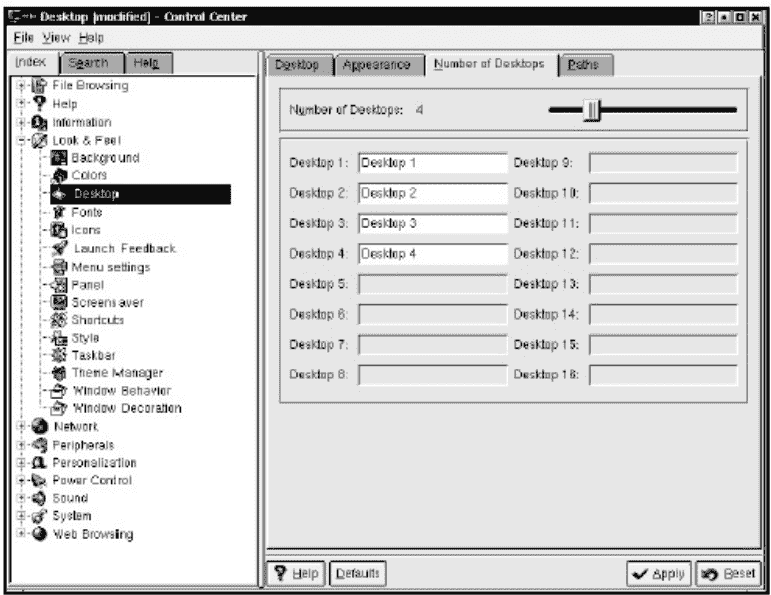 Desktop [modified] - Control Center
File View Help
Index Search Help
File Browsing
Help
Information
Look & Feel
Background
Colors
Desktop
Fonts
Icons
Launch Feedback
Menu settings
Panel
Screensaver
Shortcuts
Style
Taskbar
Theme Manager
Window Behavior
Window Decoration
Network
Peripherals
Personalization
Power Control
Sound
System
Web Browsing
Desktop Appearance Number of Desktops Paths
Number of Desktops: 4
Desktop 1: Desktop 1 Desktop 9:
Desktop 2: Desktop 2 Desktop 10:
Desktop 3: Desktop 3 Desktop 11:
Desktop 4: Desktop 4 Desktop 12:
Desktop 5: Desktop 13:
Desktop 6: Desktop 14:
Desktop 7: Desktop 15:
Desktop 8: Desktop 16:
Help Defaults Apply Reset